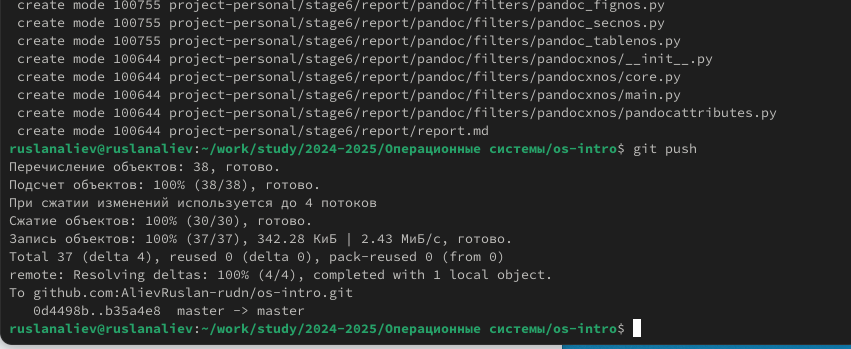 create mode 100755 project-personal/stage6/report/pandoc/filters/pandoc_fignos.py
create mode 100755 project-personal/stage6/report/pandoc/filters/pandoc_secnos.py
create mode 100755 project-personal/stage6/report/pandoc/filters/pandoc_tablenos.py
create mode 100644 project-personal/stage6/report/pandoc/filters/pandocxnos/__init__.py
create mode 100644 project-personal/stage6/report/pandoc/filters/pandocxnos/core.py
create mode 100644 project-personal/stage6/report/pandoc/filters/pandocxnos/main.py
create mode 100644 project-personal/stage6/report/pandoc/filters/pandocxnos/pandocattributes.py
create mode 100644 project-personal/stage6/report/report.md
ruslanaliev@ruslanaliev:~/work/study/2024-2025/Операционные системы/os-intro$ git push
Перечисление объектов: 38, готово.
Подсчет объектов: 100% (38/38), готово.
При сжатии изменений используется до 4 потоков
Сжатие объектов: 100% (30/30), готово.
Запись объектов: 100% (37/37), 342.28 КиБ | 2.43 МиБ/с, готово.
Total 37 (delta 4), reused 0 (delta 0), pack-reused 0 (from 0)
remote: Resolving deltas: 100% (4/4), completed with 1 local object.
To github.com:AlievRuslan-rudn/os-intro.git
   0d4498b..b35a4e8  master -> master
ruslanaliev@ruslanaliev:~/work/study/2024-2025/Операционные системы/os-intro$